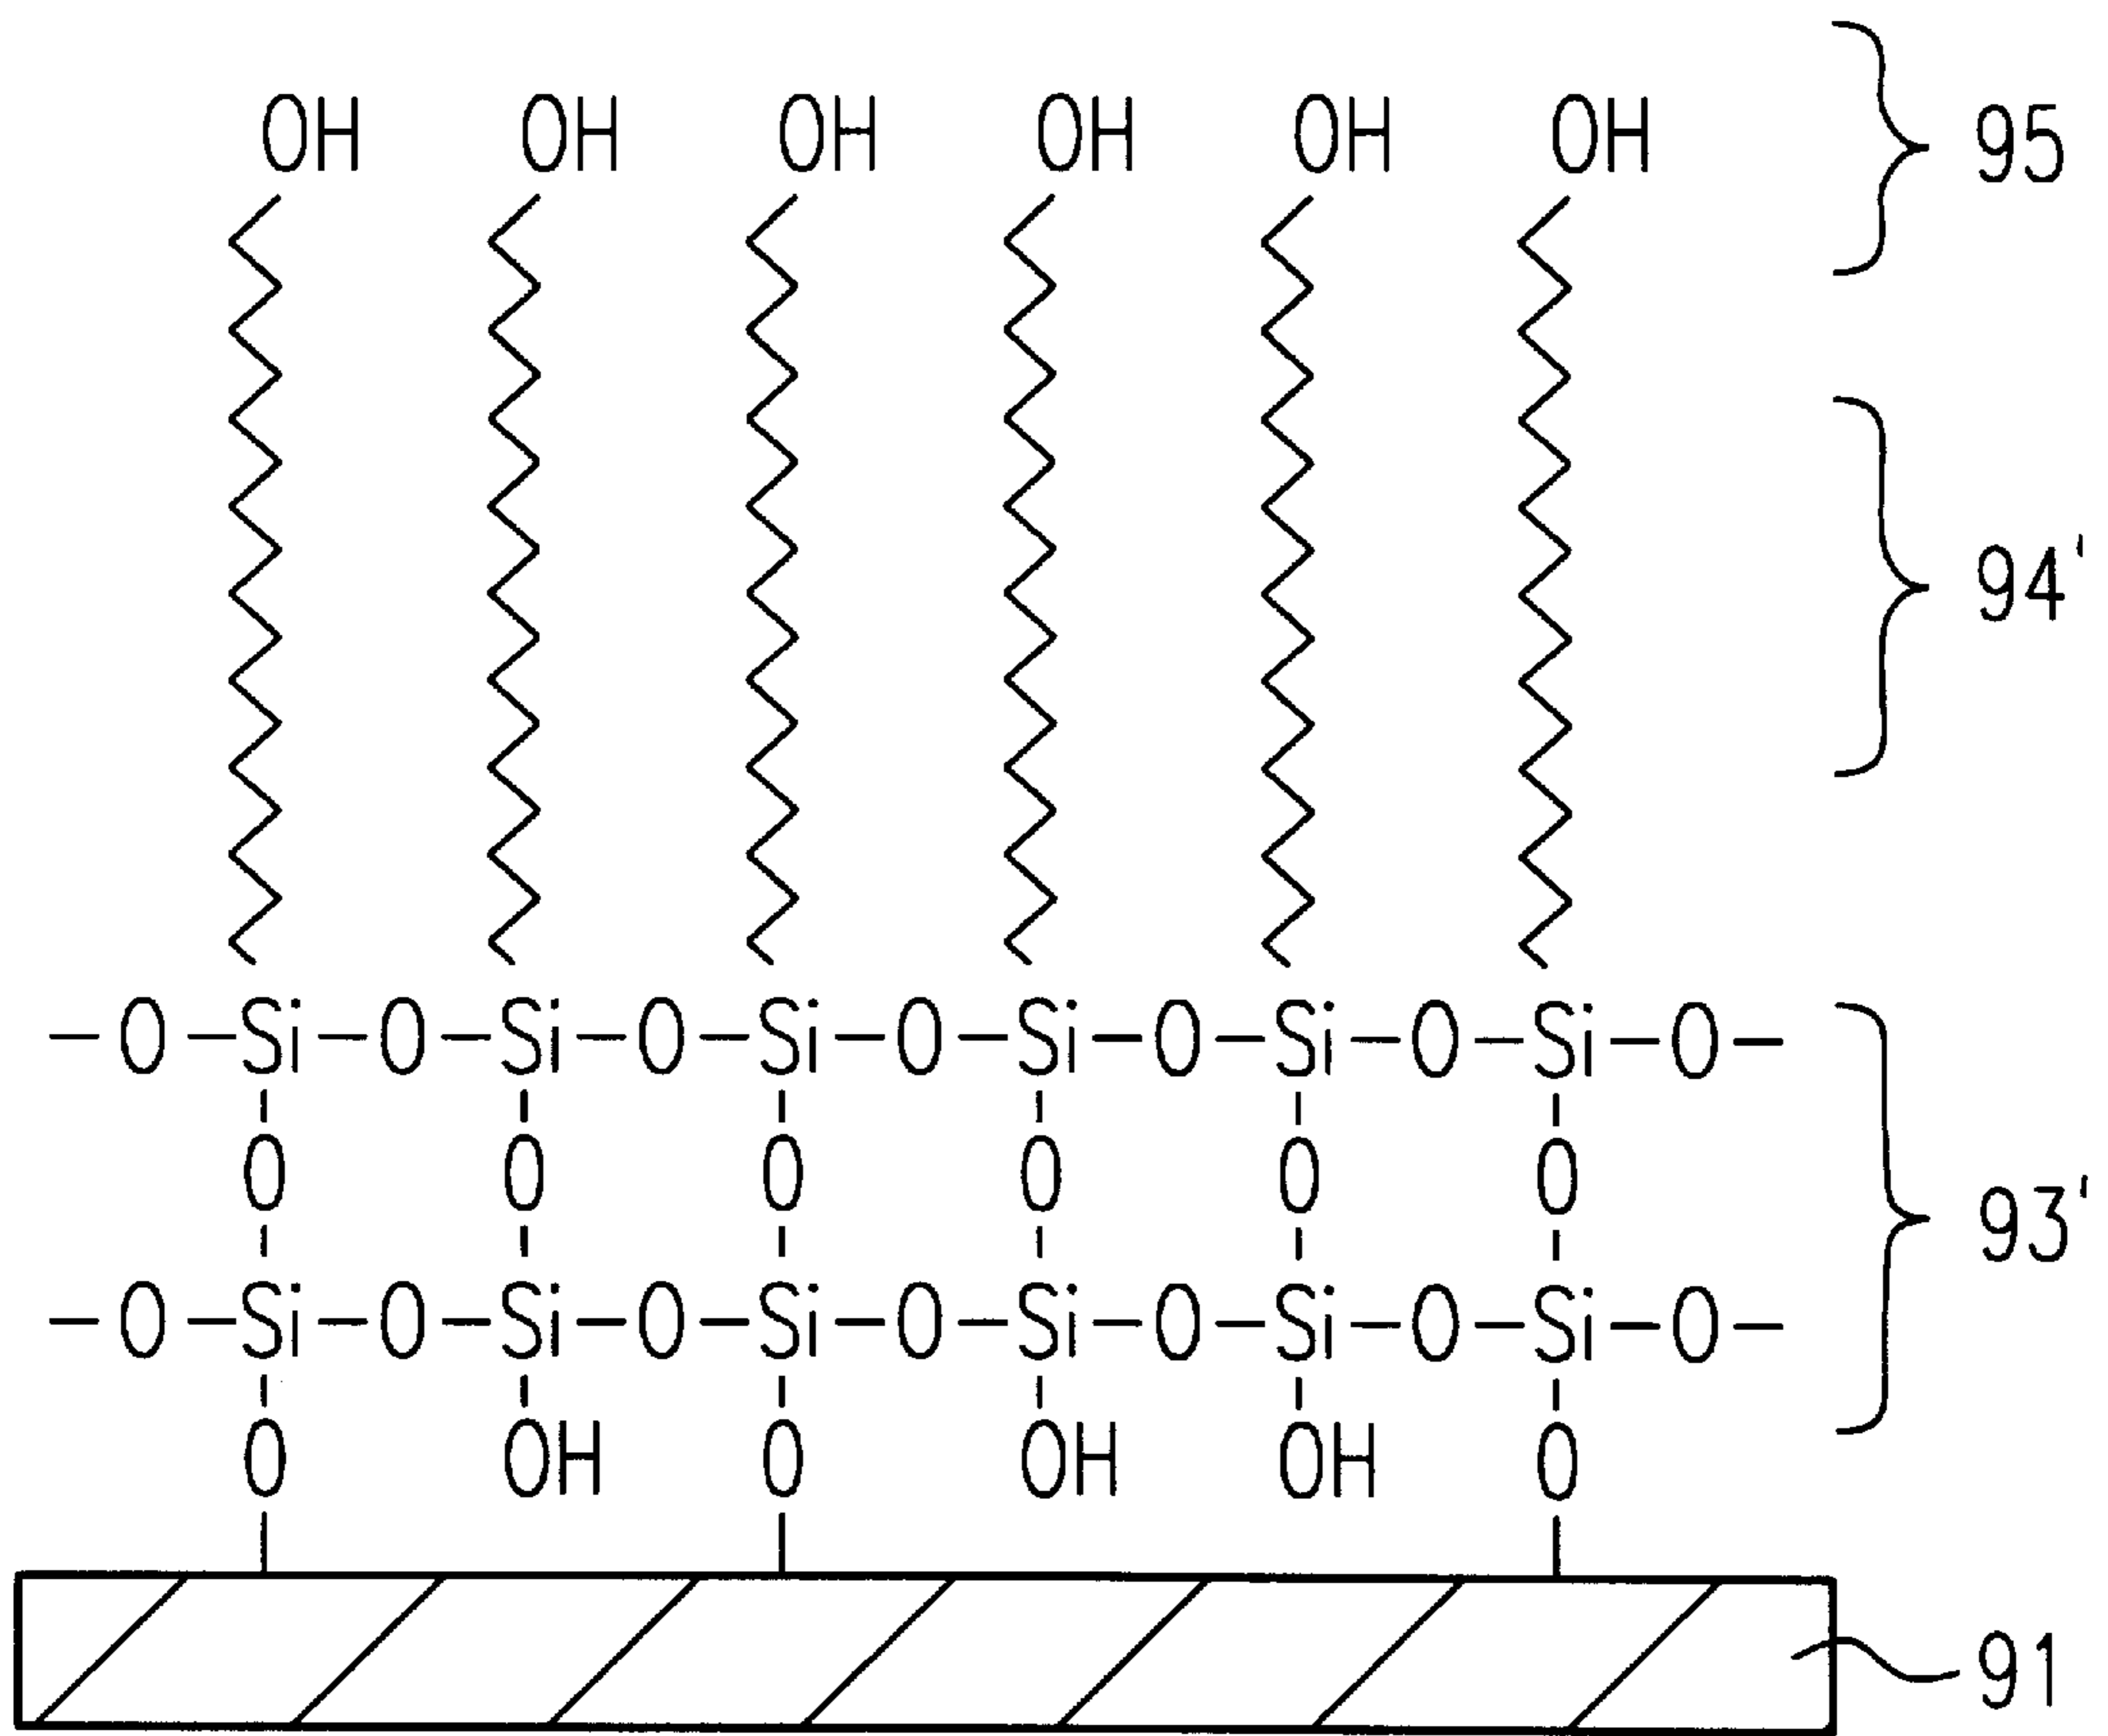 OH OH OH OH OH OH 95
94'
—O—Si—O—Si—O—Si—O—Si—O—Si—O—Si—O—
O O O O O O 93'
—O—Si—O—Si—O—Si—O—Si—O—Si—O—Si—O—
O OH O OH OH O
91